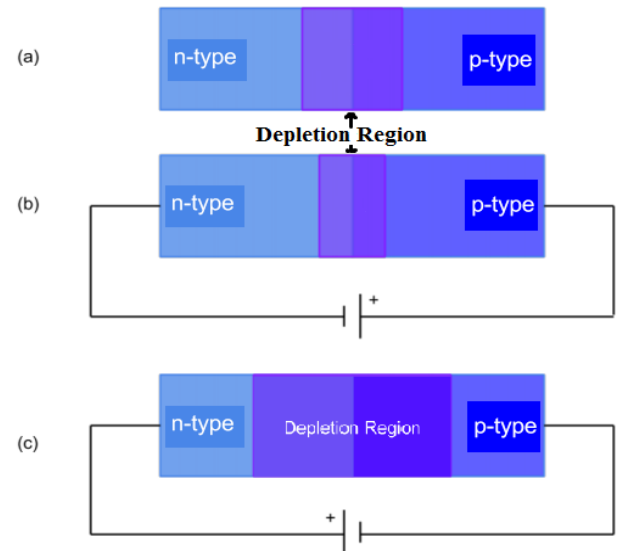 (a)
n-type
p-type
Depletion Region
(b)
n-type
p-type
+
(c)
n-type
Depletion Region
p-type
+